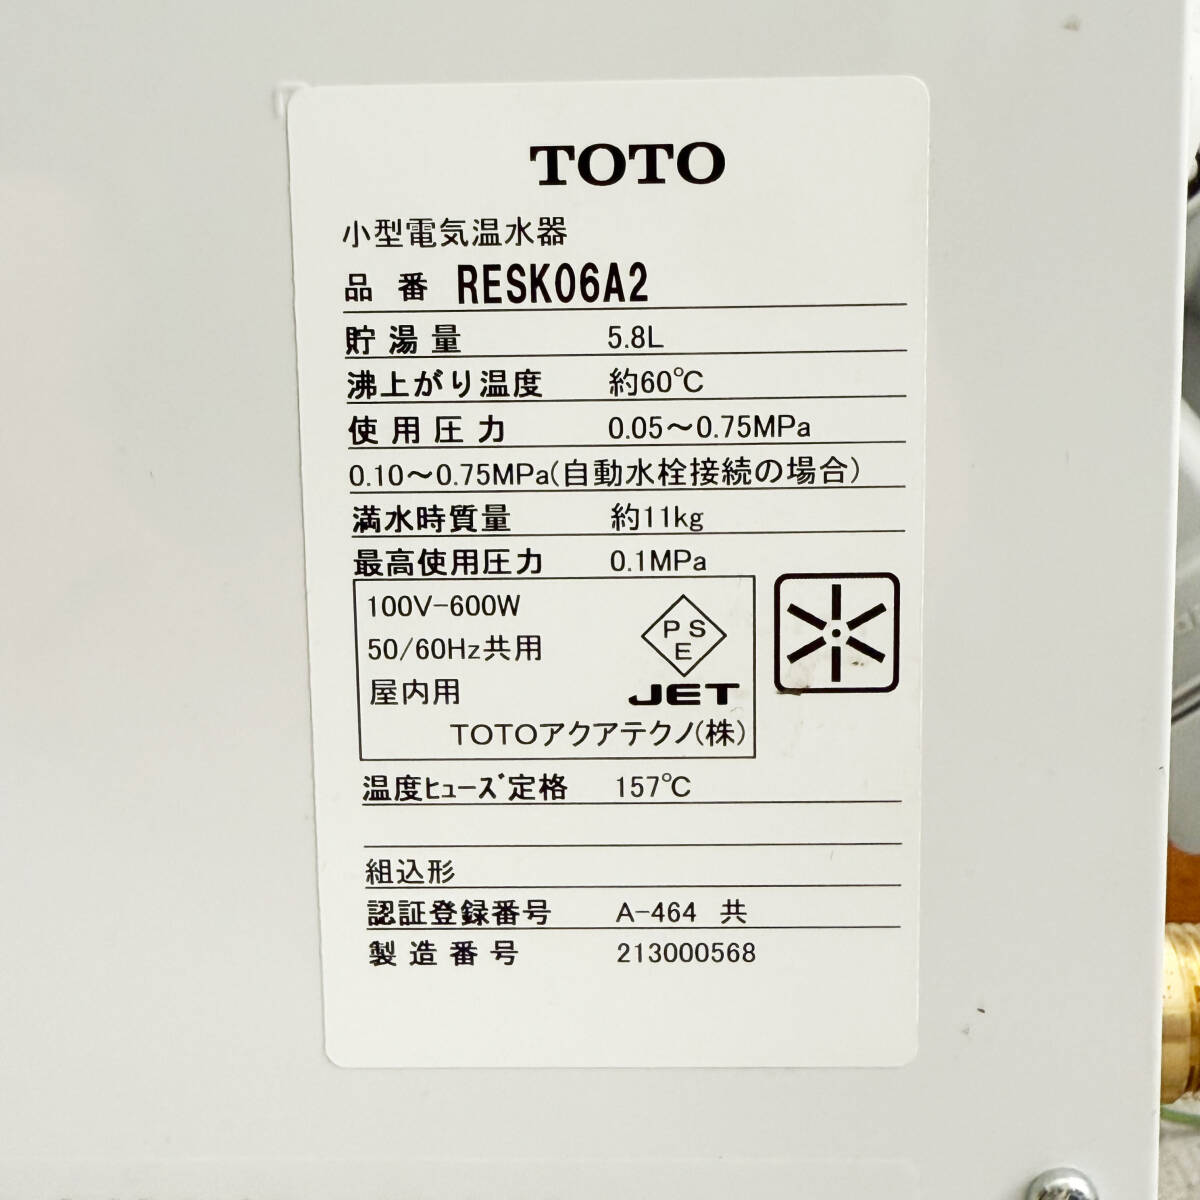 TOTO
小型電気温水器
品番 RESK06A2
貯湯量 5.8L
沸上がり温度 約60℃
使用圧力 0.05～0.75MPa
0.10～0.75MPa(自動水栓接続の場合)
満水時質量 約11kg
最高使用圧力 0.1MPa
100V-600W
50/60Hz共用
屋内用
PSE
JET
TOTOアクアテクノ(株)
温度ﾋｭｰｽﾞ定格 157℃
組込形
認証登録番号 A-464 共
製造番号 213000568